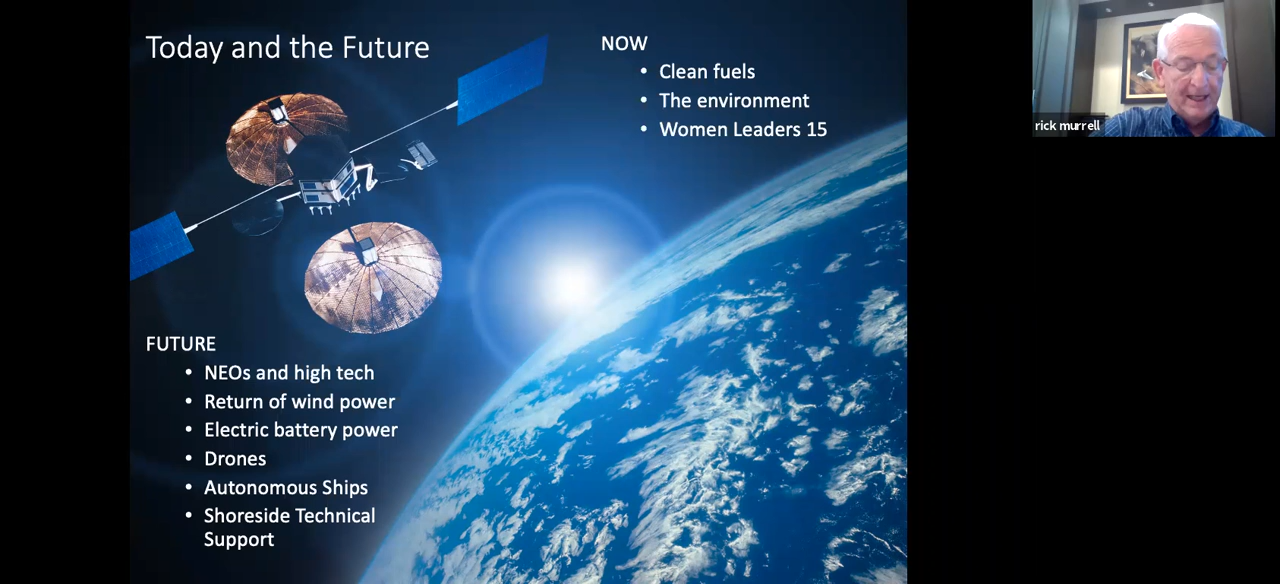 Today and the Future
NOW
• Clean fuels
• The environment
• Women Leaders 15
rick murrell
FUTURE
• NEOs and high tech
• Return of wind power
• Electric battery power
• Drones
• Autonomous Ships
• Shoreside Technical
Support